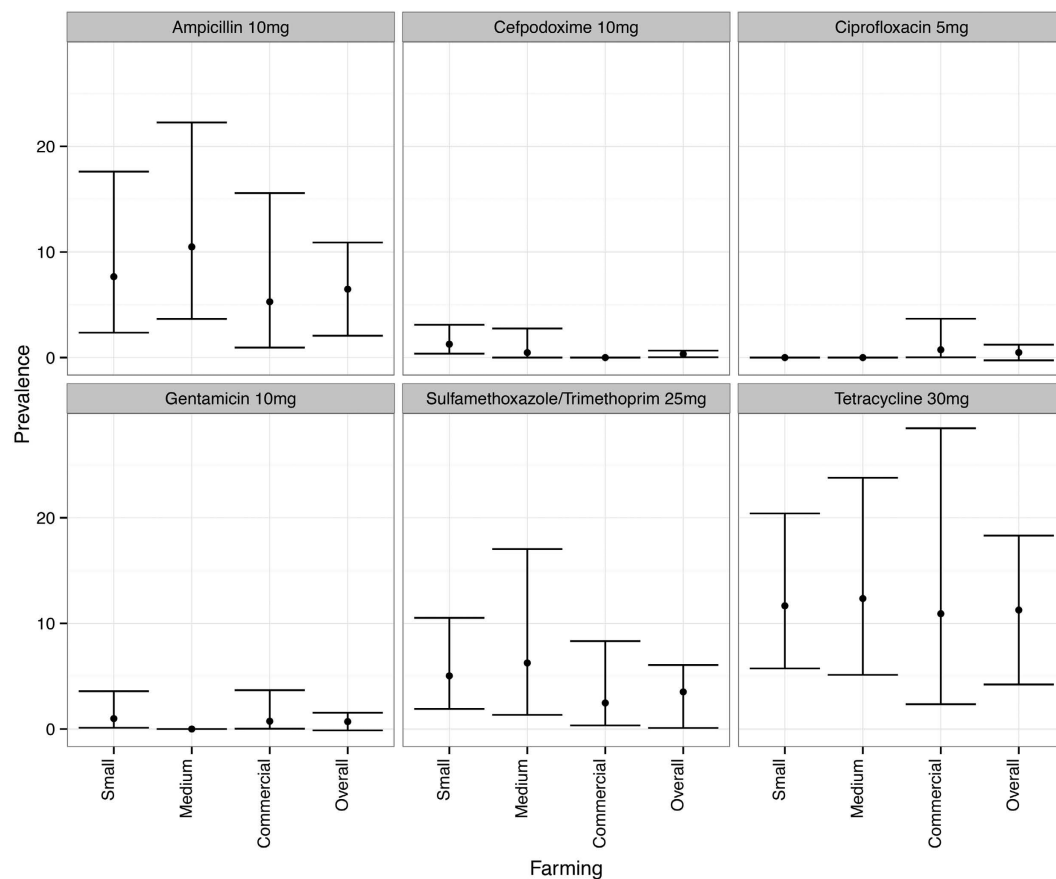 Ampicillin 10mg
Cefpodoxime 10mg
Ciprofloxacin 5mg
20
10
0
Prevalence
Gentamicin 10mg
Sulfamethoxazole/Trimethoprim 25mg
Tetracycline 30mg
20
10
0
Small
Medium
Commercial
Overall
Small
Medium
Commercial
Overall
Small
Medium
Commercial
Overall
Farming